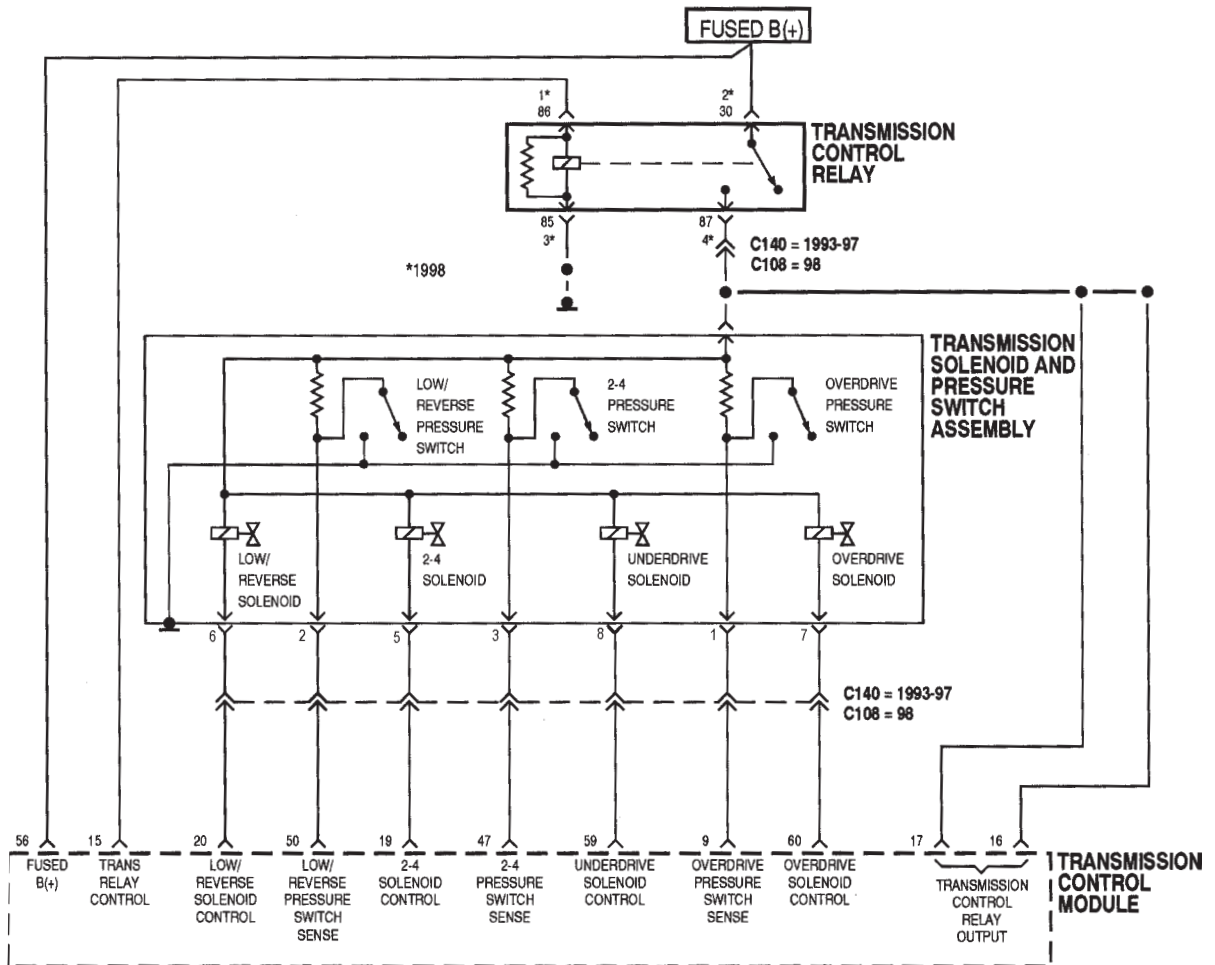 FUSED B(+)
1*
86
2*
30
TRANSMISSION
CONTROL
RELAY
85
3*
87
4*
C140 = 1993-97
C108 = 98
*1998
TRANSMISSION
SOLENOID AND
PRESSURE
SWITCH
ASSEMBLY
LOW/
REVERSE
PRESSURE
SWITCH
2-4
PRESSURE
SWITCH
OVERDRIVE
PRESSURE
SWITCH
LOW/
REVERSE
SOLENOID
2-4
SOLENOID
UNDERDRIVE
SOLENOID
OVERDRIVE
SOLENOID
6 2 5 3 8 1 7
C140 = 1993-97
C108 = 98
56 15 20 50 19 47 59 9 60 17 16
FUSED
B(+)
TRANS
RELAY
CONTROL
LOW/
REVERSE
SOLENOID
CONTROL
LOW/
REVERSE
PRESSURE
SWITCH
SENSE
2-4
SOLENOID
CONTROL
2-4
PRESSURE
SWITCH
SENSE
UNDERDRIVE
SOLENOID
CONTROL
OVERDRIVE
PRESSURE
SWITCH
SENSE
OVERDRIVE
SOLENOID
CONTROL
TRANSMISSION
CONTROL
RELAY
OUTPUT
TRANSMISSION
CONTROL
MODULE